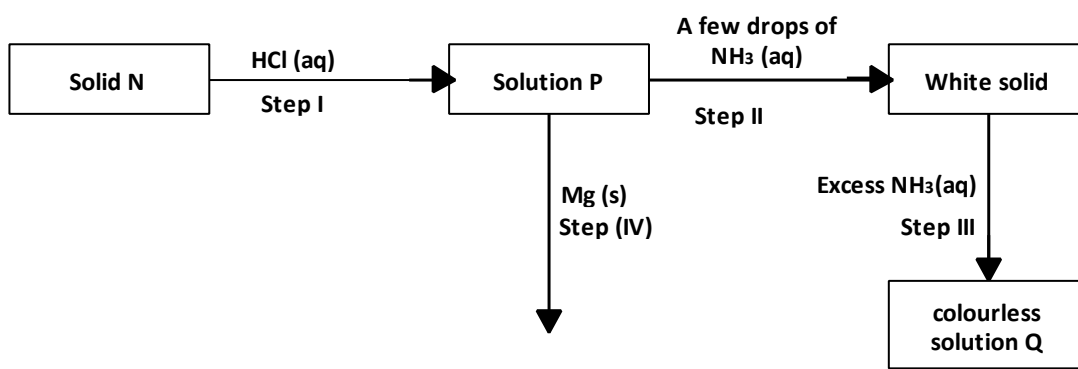 Solid N
HCl (aq)
Step I
Solution P
A few drops of
NH₃ (aq)
Step II
White solid
Mg (s)
Step (IV)
Excess NH₃(aq)
Step III
colourless
solution Q